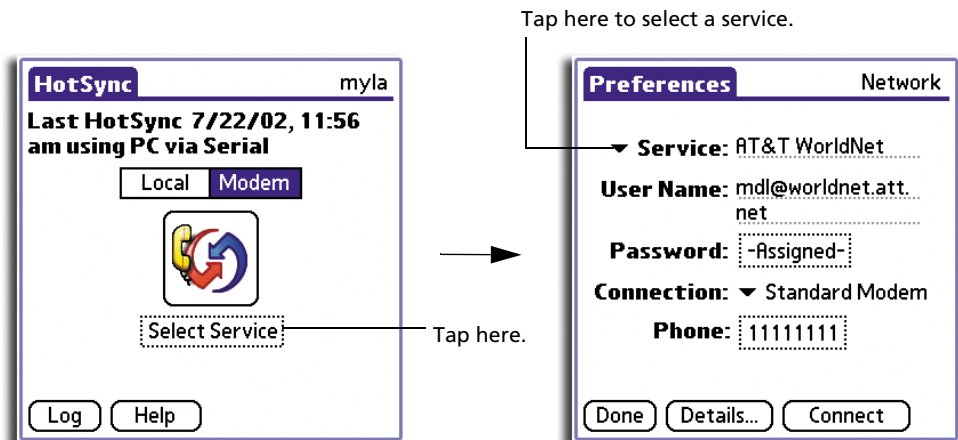 Tap here to select a service.
HotSync myla
Last HotSync 7/22/02, 11:56
am using PC via Serial
Local Modem
Select Service
Tap here.
Log Help
Preferences Network
Service: AT&T WorldNet
User Name: mdl@worldnet.att.
net
Password: -Assigned-
Connection: Standard Modem
Phone: 11111111
Done Details... Connect